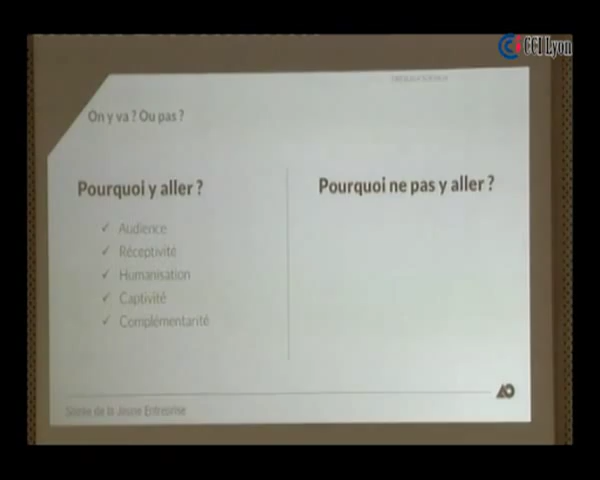 CCI Lyon
On y va ? Ou pas ?
Pourquoi y aller ?
✓ Audience
✓ Réceptivité
✓ Humanisation
✓ Captivité
✓ Complémentarité
Pourquoi ne pas y aller ?
Soirée de la Jeune Entreprise